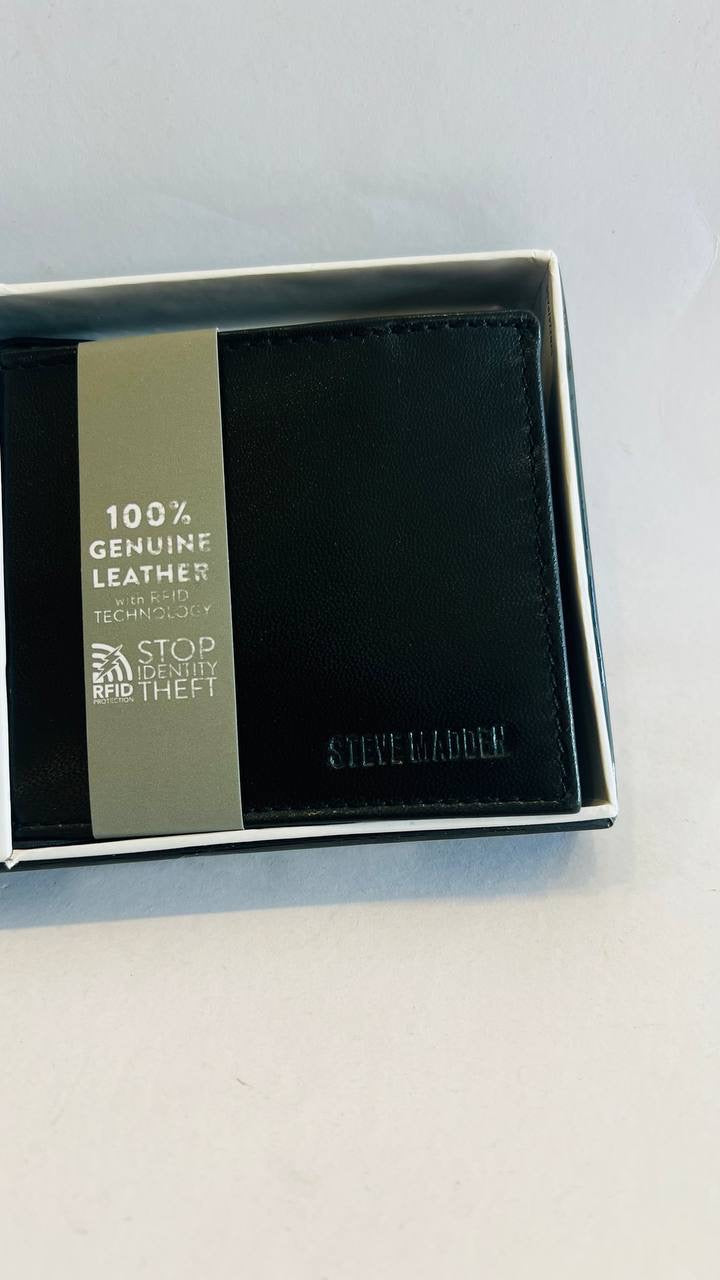 100%
GENUINE
LEATHER
with RFID
TECHNOLOGY
STOP
IDENTITY
THEFT
RFID
PROTECTION
STEVE MADDEN